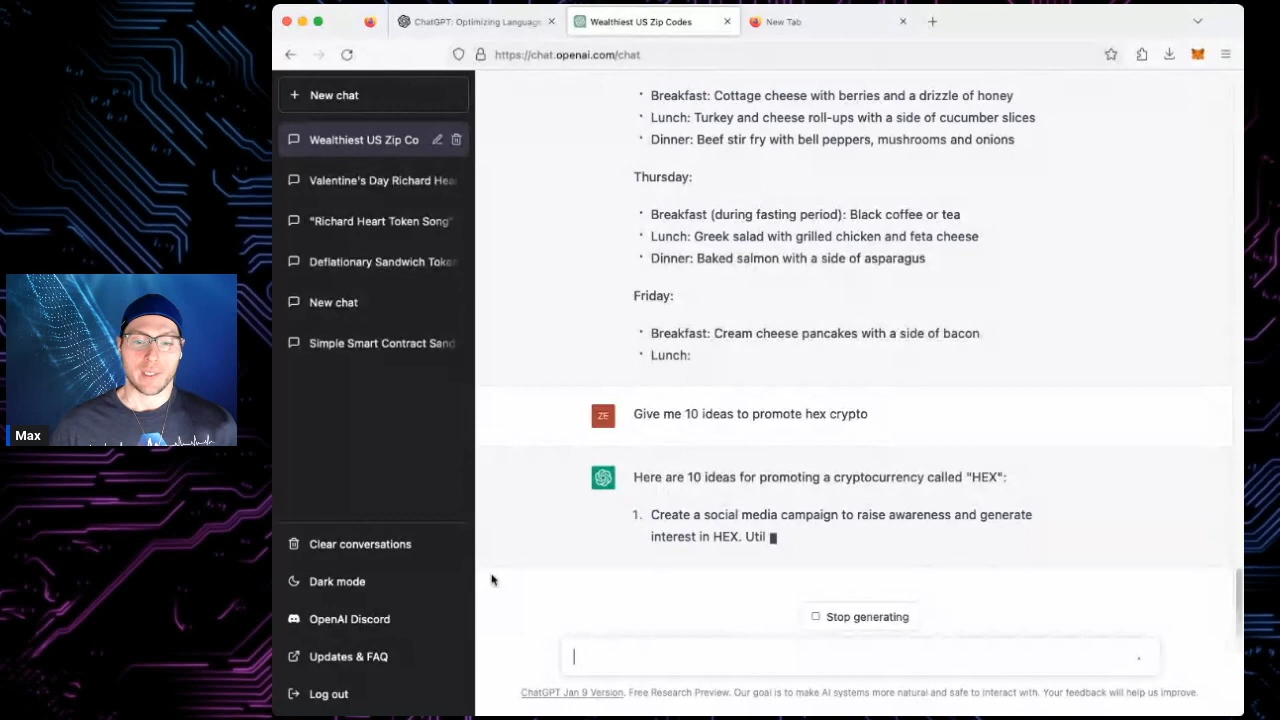 ChatGPT: Optimizing Languag
Wealthiest US Zip Codes
New Tab
https://chat.openai.com/chat
New chat
Wealthiest US Zip Co
Valentine's Day Richard Hea
"Richard Heart Token Song"
Deflationary Sandwich Toke
New chat
Simple Smart Contract Sand
Clear conversations
Dark mode
OpenAI Discord
Updates & FAQ
Log out
Max
• Breakfast: Cottage cheese with berries and a drizzle of honey
• Lunch: Turkey and cheese roll-ups with a side of cucumber slices
• Dinner: Beef stir fry with bell peppers, mushrooms and onions
Thursday:
• Breakfast (during fasting period): Black coffee or tea
• Lunch: Greek salad with grilled chicken and feta cheese
• Dinner: Baked salmon with a side of asparagus
Friday:
• Breakfast: Cream cheese pancakes with a side of bacon
• Lunch:
ZE
Give me 10 ideas to promote hex crypto
Here are 10 ideas for promoting a cryptocurrency called "HEX":
1. Create a social media campaign to raise awareness and generate
interest in HEX. Util
Stop generating
ChatGPT Jan 9 Version. Free Research Preview. Our goal is to make AI systems more natural and safe to interact with. Your feedback will help us improve.